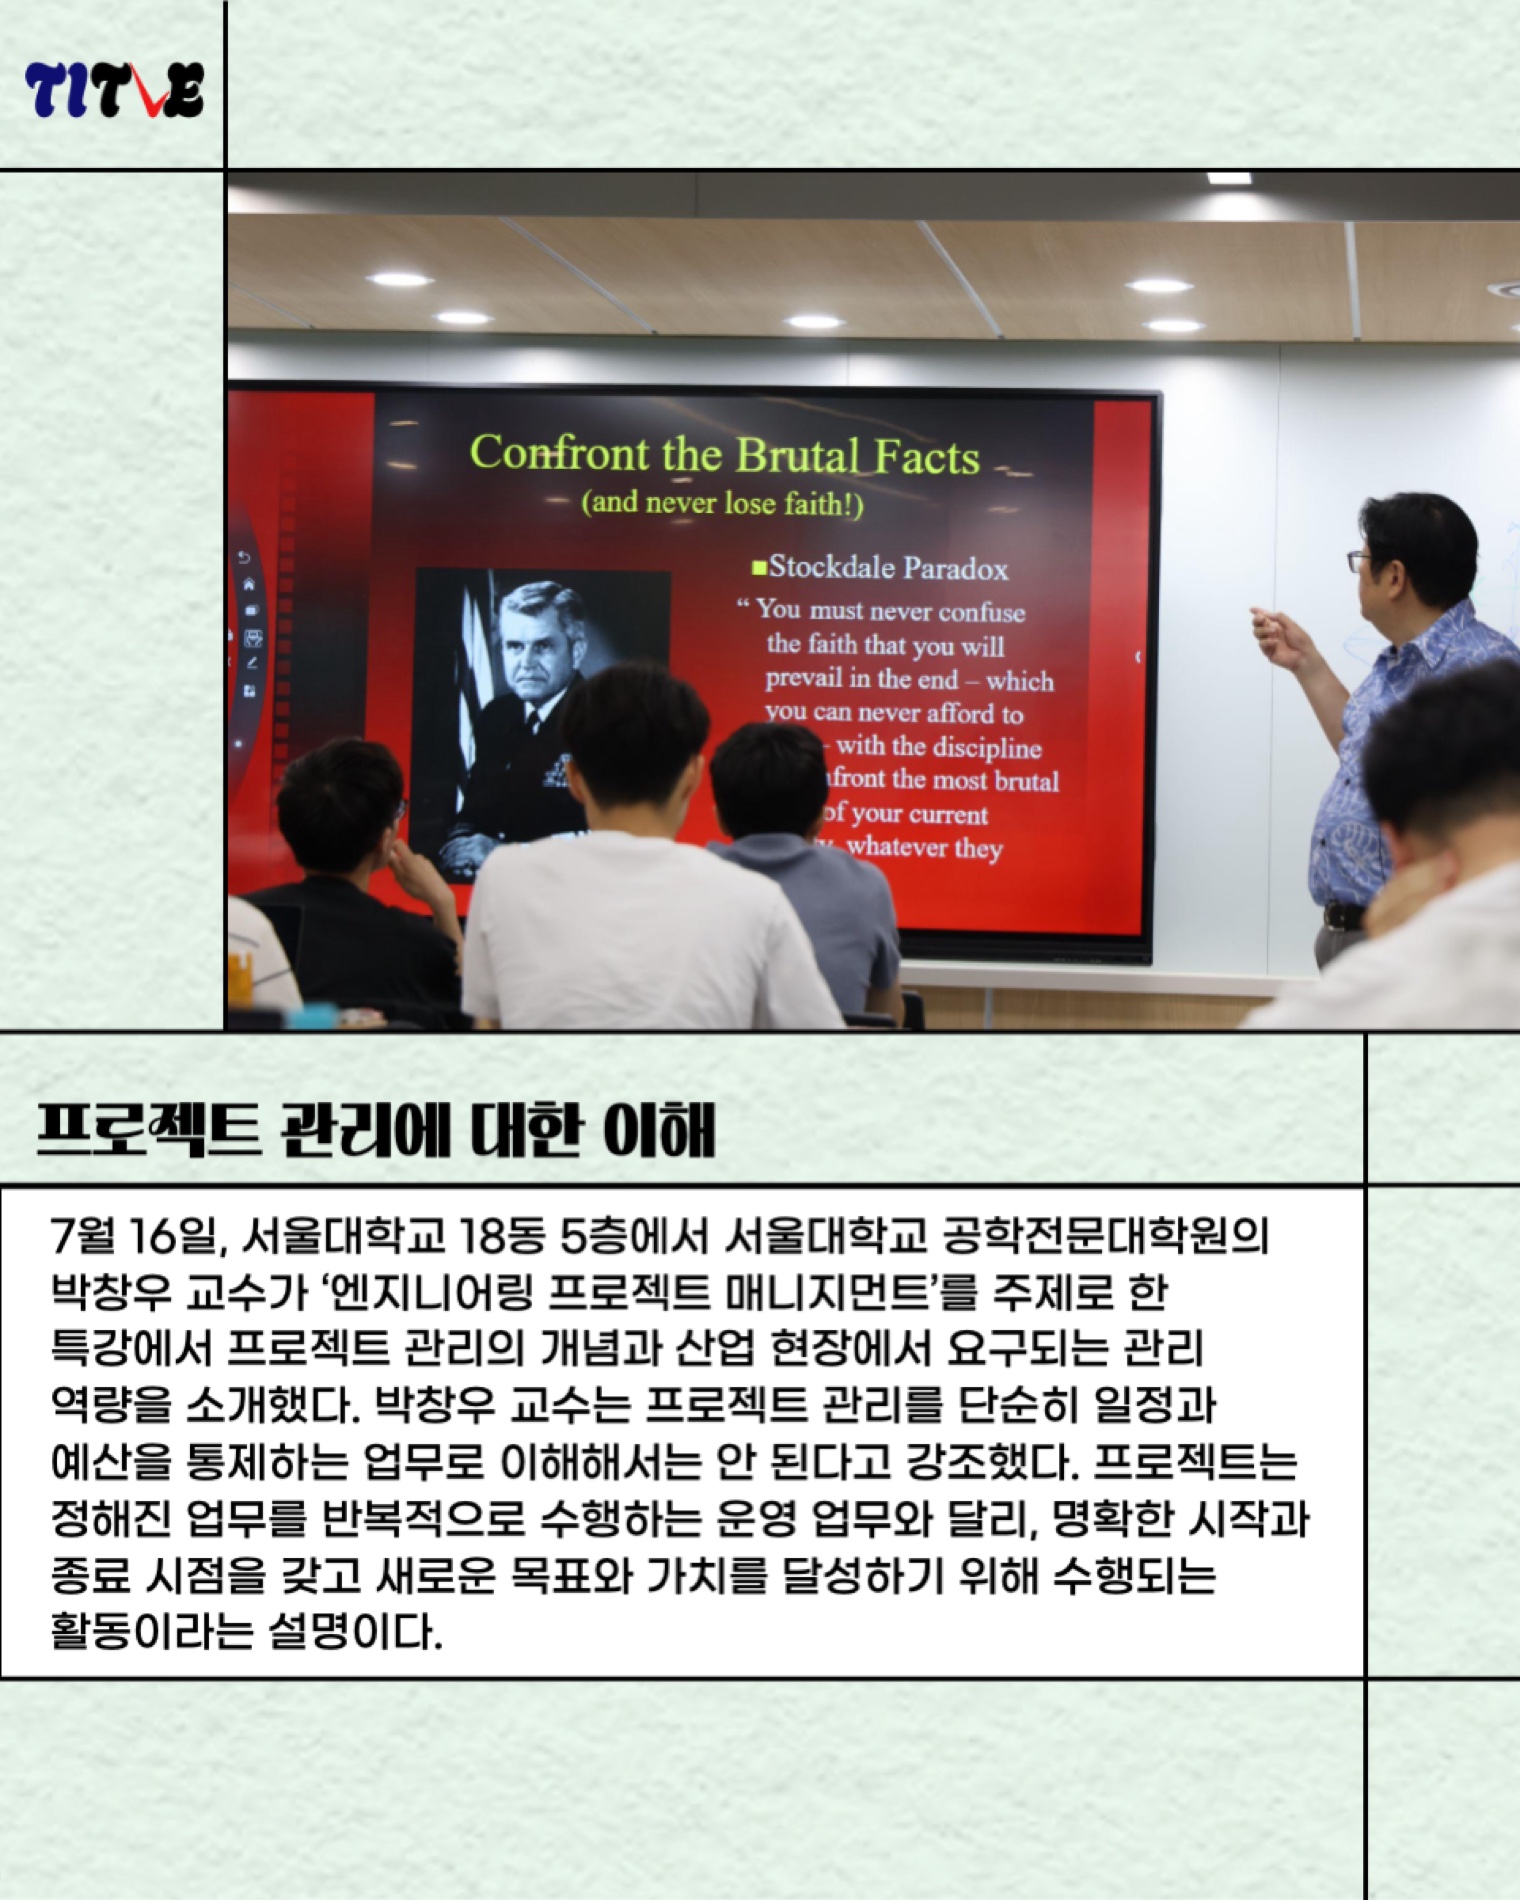 TITLE
Confront the Brutal Facts
(and never lose faith!)
■Stockdale Paradox
“ You must never confuse
the faith that you will
prevail in the end – which
you can never afford to
- with the discipline
front the most brutal
of your current
whatever they
프로젝트 관리에 대한 이해
7월 16일, 서울대학교 18동 5층에서 서울대학교 공학전문대학원의
박창우 교수가 ‘엔지니어링 프로젝트 매니지먼트’를 주제로 한
특강에서 프로젝트 관리의 개념과 산업 현장에서 요구되는 관리
역량을 소개했다. 박창우 교수는 프로젝트 관리를 단순히 일정과
예산을 통제하는 업무로 이해해서는 안 된다고 강조했다. 프로젝트는
정해진 업무를 반복적으로 수행하는 운영 업무와 달리, 명확한 시작과
종료 시점을 갖고 새로운 목표와 가치를 달성하기 위해 수행되는
활동이라는 설명이다.